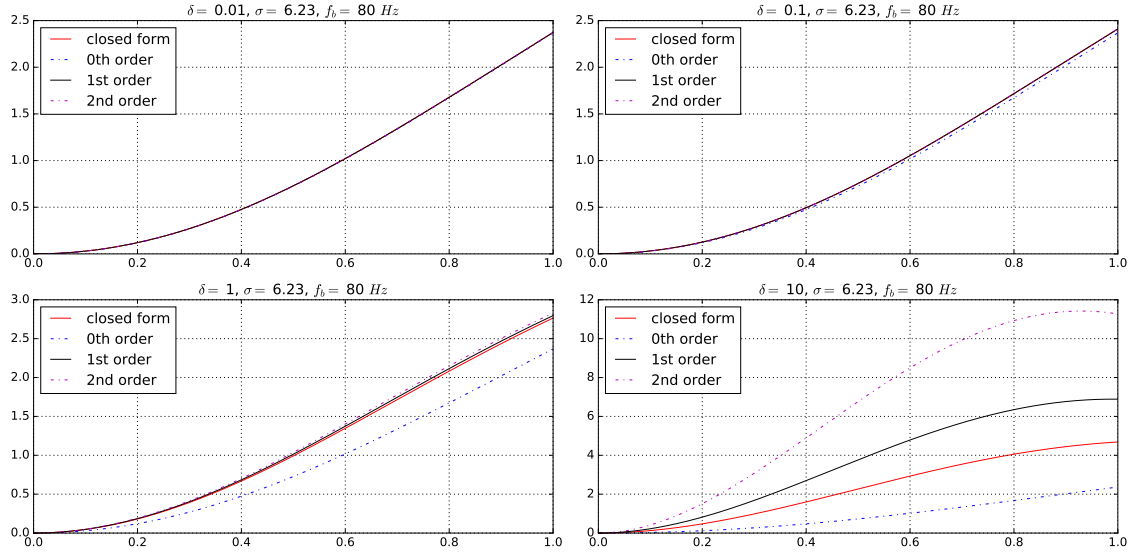 δ = 0.01, σ = 6.23, f_b = 80 Hz
2.5
2.0
1.5
1.0
0.5
0.0
closed form
0th order
1st order
2nd order
0.0 0.2 0.4 0.6 0.8 1.0
δ = 0.1, σ = 6.23, f_b = 80 Hz
2.5
2.0
1.5
1.0
0.5
0.0
closed form
0th order
1st order
2nd order
0.0 0.2 0.4 0.6 0.8 1.0
δ = 1, σ = 6.23, f_b = 80 Hz
3.0
2.5
2.0
1.5
1.0
0.5
0.0
closed form
0th order
1st order
2nd order
0.0 0.2 0.4 0.6 0.8 1.0
δ = 10, σ = 6.23, f_b = 80 Hz
12
10
8
6
4
2
0
closed form
0th order
1st order
2nd order
0.0 0.2 0.4 0.6 0.8 1.0